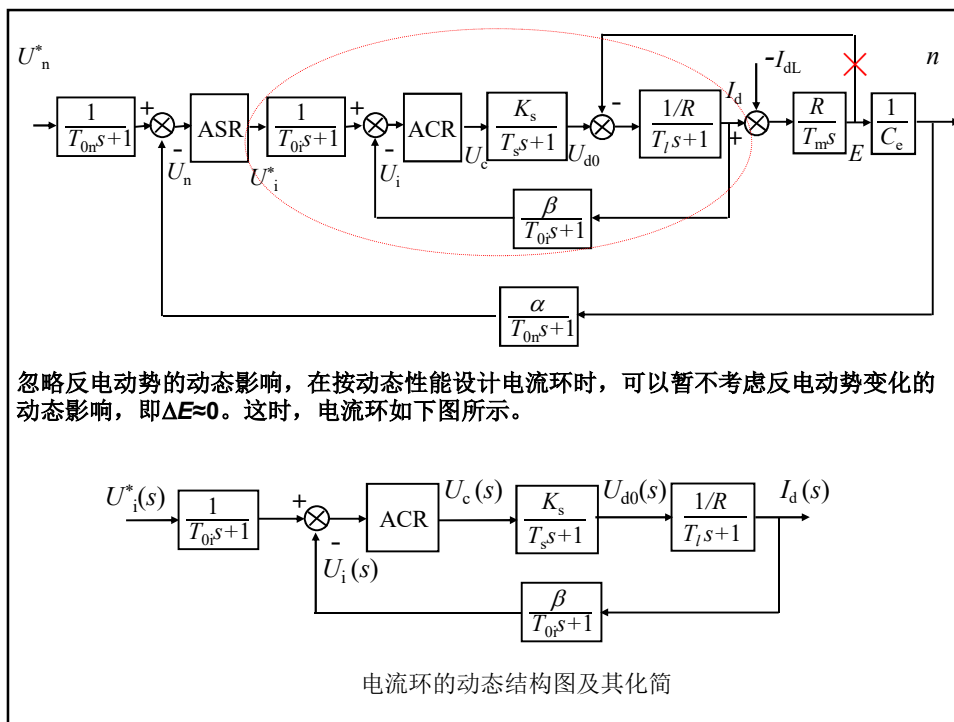 U*n n
-IdL
Id
1/(T0ns+1) + - ASR 1/(T0is+1) + - ACR Ks/(Tss+1) - 1/R/(Tls+1) + R/(Tms) 1/Ce
Un U*i Ui Uc Ud0 E
β/(T0is+1)
α/(T0ns+1)
忽略反电动势的动态影响，在按动态性能设计电流环时，可以暂不考虑反电动势变化的
动态影响，即ΔE≈0。这时，电流环如下图所示。
U*i(s) Uc(s) Ud0(s) Id(s)
1/(T0is+1) + - ACR Ks/(Tss+1) 1/R/(Tls+1)
Ui(s)
β/(T0is+1)
电流环的动态结构图及其化简